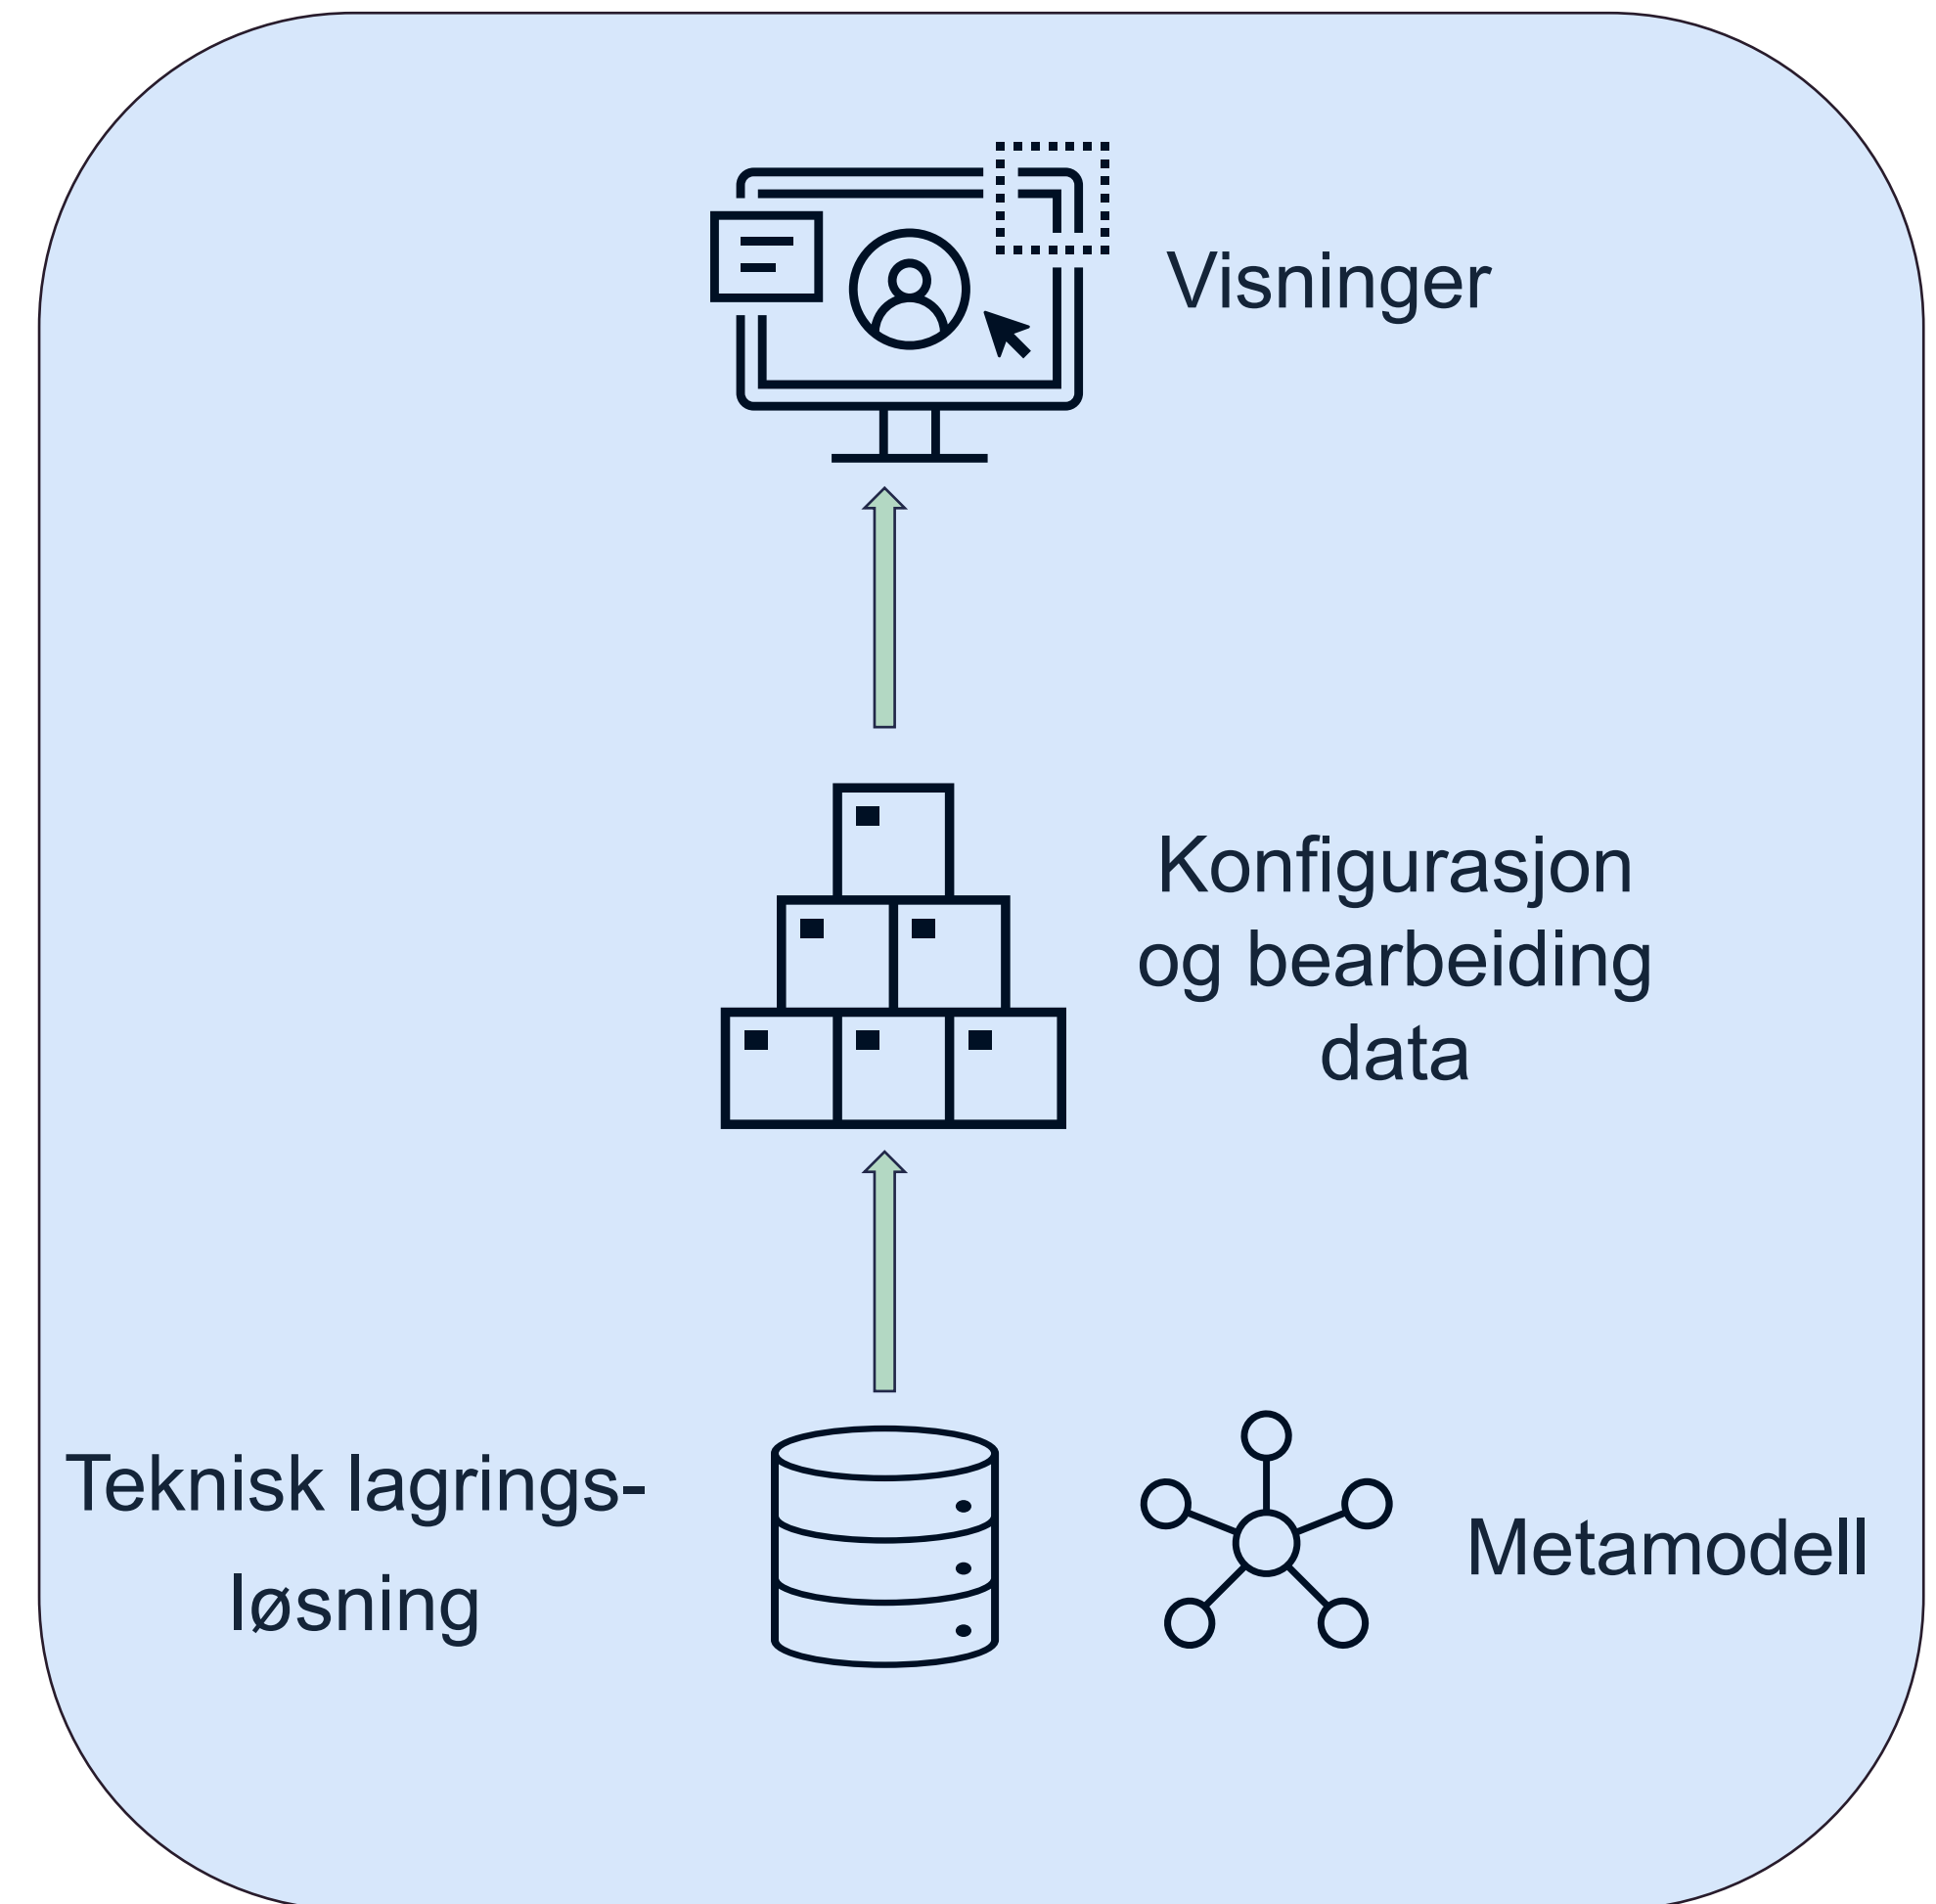 Visninger
Konfigurasjon
og bearbeiding
data
Teknisk lagrings-
løsning
Metamodell